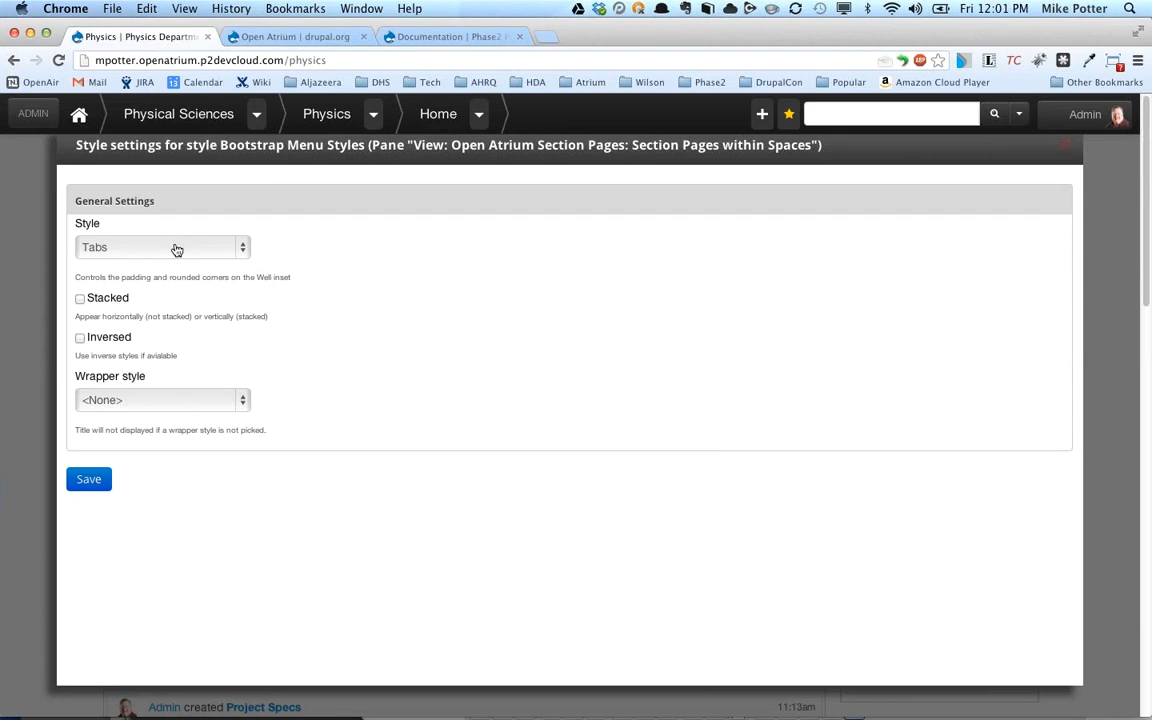 Chrome File Edit View History Bookmarks Window Help Fri 12:01 PM Mike Potter
Physics | Physics Departm Open Atrium | drupal.org Documentation | Phase2 P
mpotter.openatrium.p2devcloud.com/physics
OpenAir Mail JIRA 13 Calendar Wiki Aljazeera DHS Tech AHRQ HDA Atrium Wilson Phase2 DrupalCon Popular Amazon Cloud Player Other Bookmarks
ADMIN Physical Sciences Physics Home Admin
Style settings for style Bootstrap Menu Styles (Pane "View: Open Atrium Section Pages: Section Pages within Spaces")
General Settings
Style
Tabs
Controls the padding and rounded corners on the Well inset
Stacked
Appear horizontally (not stacked) or vertically (stacked)
Inversed
Use inverse styles if avialable
Wrapper style
<None>
Title will not displayed if a wrapper style is not picked.
Save
Admin created Project Specs 11:13am